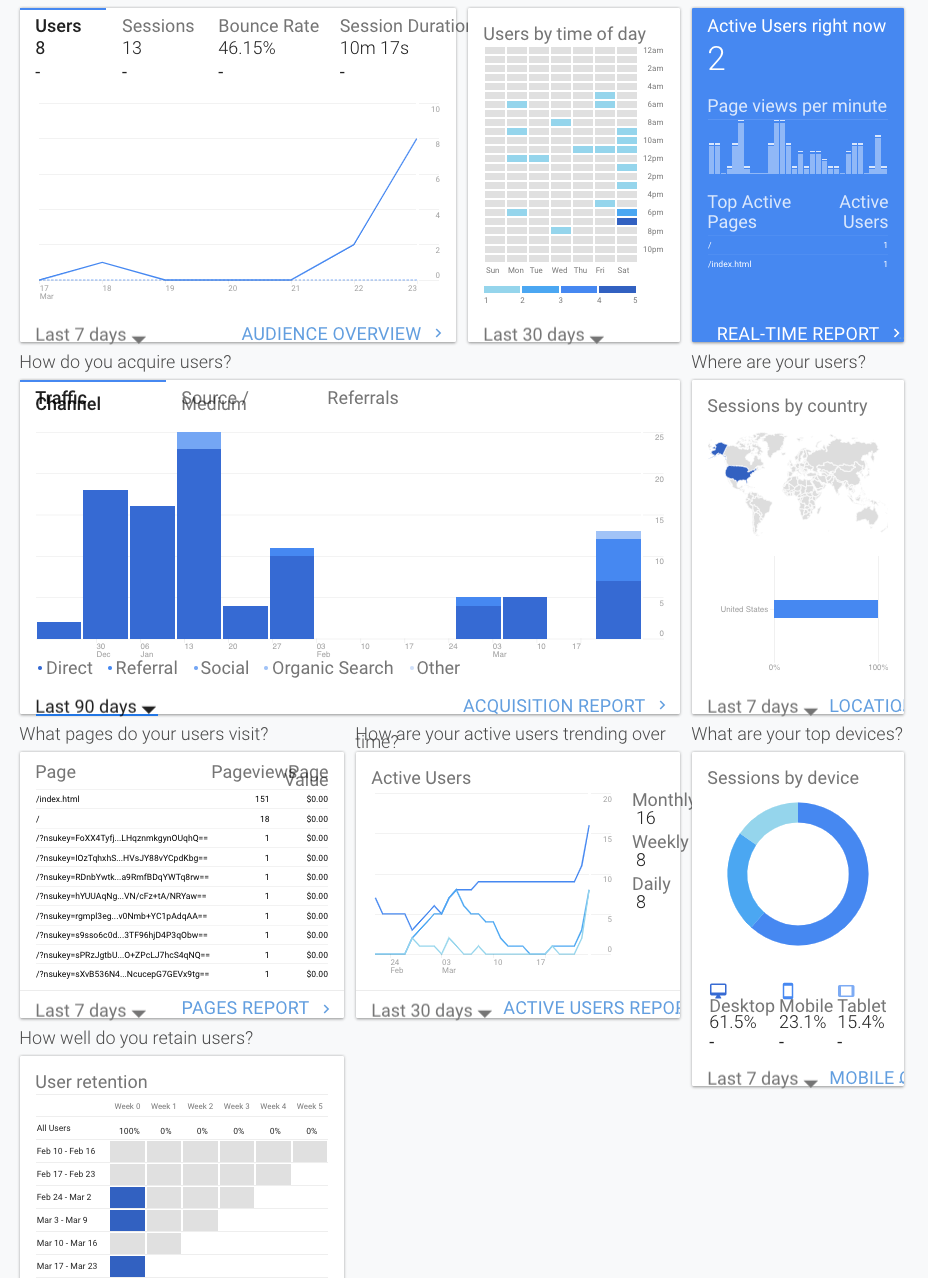 Users Sessions Bounce Rate Session Duration
8 13 46.15% 10m 17s
- - - -
10
8
6
4
2
0
17 18 19 20 21 22 23
Mar
Last 7 days AUDIENCE OVERVIEW
Users by time of day
12am
2am
4am
6am
8am
10am
12pm
2pm
4pm
6pm
8pm
10pm
Sun Mon Tue Wed Thu Fri Sat
1 2 3 4 5
Last 30 days
Active Users right now
2
Page views per minute
Top Active Active
Pages Users
/ 1
/index.html 1
REAL-TIME REPORT
How do you acquire users?
Traffic Source / Referrals
Channel Medium
25
20
15
10
5
0
30 06 13 20 27 03 10 17 24 03 10 17
Dec Jan Feb Mar
Direct Referral Social Organic Search Other
Last 90 days ACQUISITION REPORT
Where are your users?
Sessions by country
United States
0% 100%
Last 7 days LOCATIO
What pages do your users visit?
Page Pageviews Page
Value
/index.html 151 $0.00
/ 18 $0.00
/?nsukey=FoXX4Tyfj...LHqznmkgynOUqhQ== 1 $0.00
/?nsukey=IOzTqhxhS...HVsJY88vYCpdKbg== 1 $0.00
/?nsukey=RDnbYwtk...a9RmfBDqYWTq8rw== 1 $0.00
/?nsukey=hYUUAqNg...VN/cFz+tA/NRYaw== 1 $0.00
/?nsukey=rgmpl3eg...v0Nmb+YC1pAdqAA== 1 $0.00
/?nsukey=s9sso6c0d...3TF96hjD4P3qObw== 1 $0.00
/?nsukey=sPRzJgtbU...O+ZPcLJ7hcS4qNQ== 1 $0.00
/?nsukey=sXvB536N4...NcucepG7GEVx9tg== 1 $0.00
Last 7 days PAGES REPORT
How are your active users trending over
time?
Active Users
20
15
10
5
0
24 03 10 17
Feb Mar
Monthly
16
Weekly
8
Daily
8
Last 30 days ACTIVE USERS REPOR
What are your top devices?
Sessions by device
Desktop Mobile Tablet
61.5% 23.1% 15.4%
- - -
Last 7 days MOBILE
How well do you retain users?
User retention
Week 0 Week 1 Week 2 Week 3 Week 4 Week 5
All Users 100% 0% 0% 0% 0% 0%
Feb 10 - Feb 16
Feb 17 - Feb 23
Feb 24 - Mar 2
Mar 3 - Mar 9
Mar 10 - Mar 16
Mar 17 - Mar 23